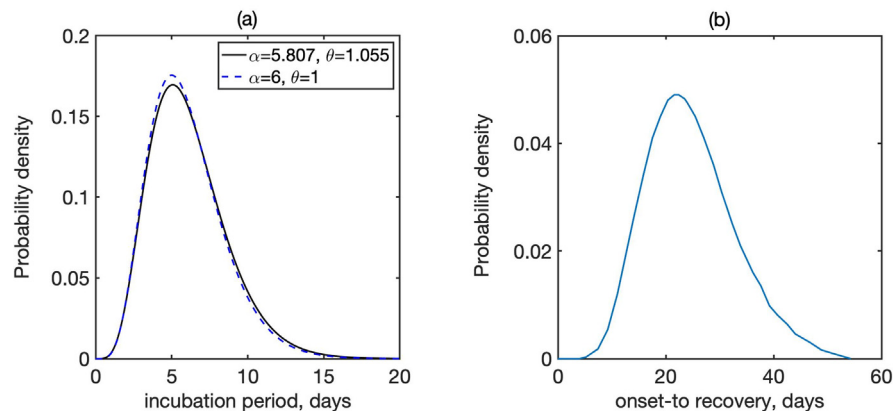 (a)
0.2
0.15
0.1
0.05
0
Probability density
α=5.807, θ=1.055
α=6, θ=1
0 5 10 15 20
incubation period, days
(b)
0.06
0.04
0.02
0
Probability density
0 20 40 60
onset-to recovery, days